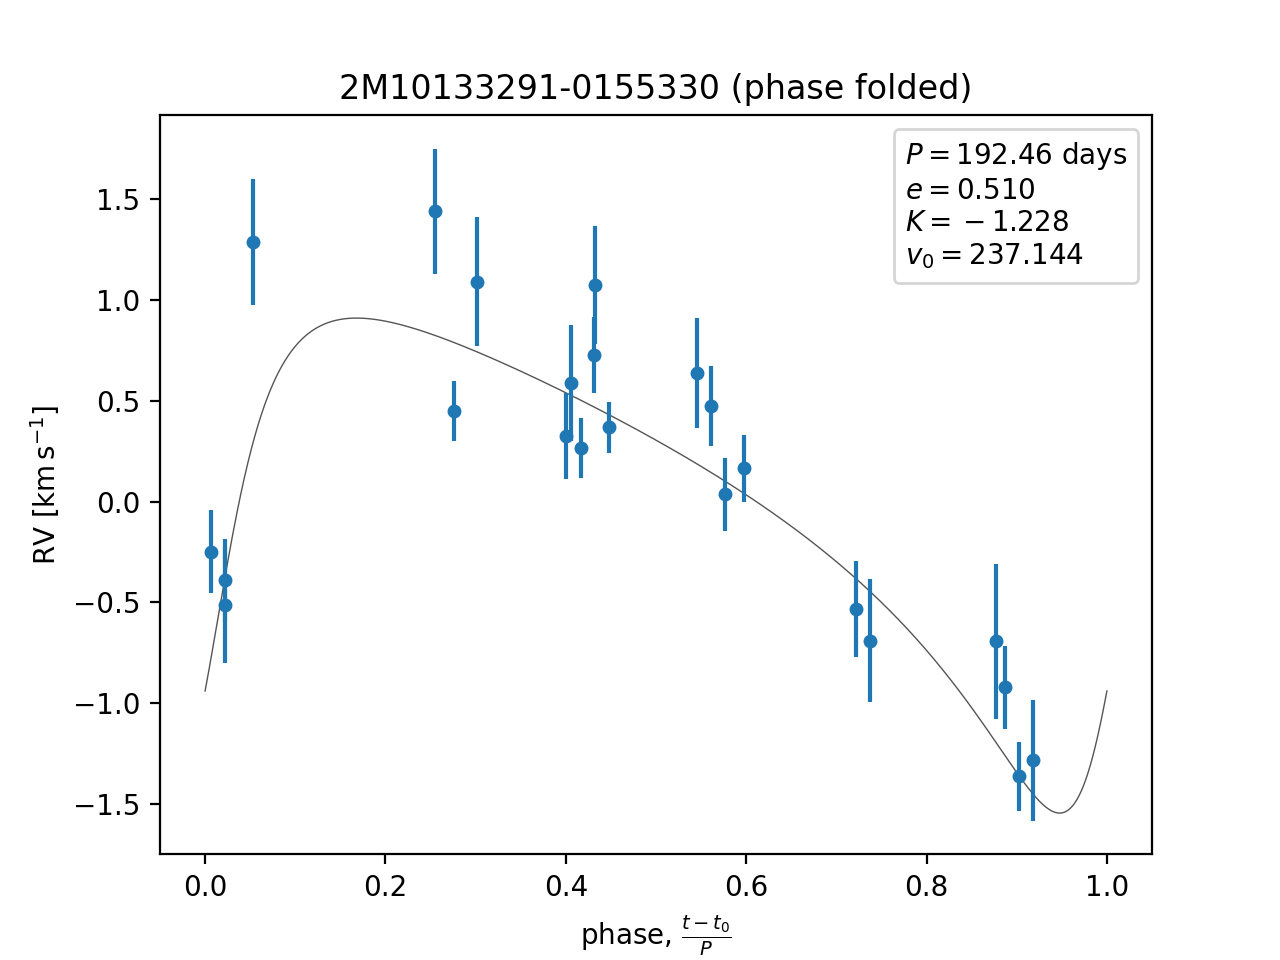 2M10133291-0155330 (phase folded)
P = 192.46 days
e = 0.510
K = −1.228
v₀ = 237.144
RV [km s⁻¹]
1.5
1.0
0.5
0.0
−0.5
−1.0
−1.5
0.0 0.2 0.4 0.6 0.8 1.0
phase, (t − t₀)/P